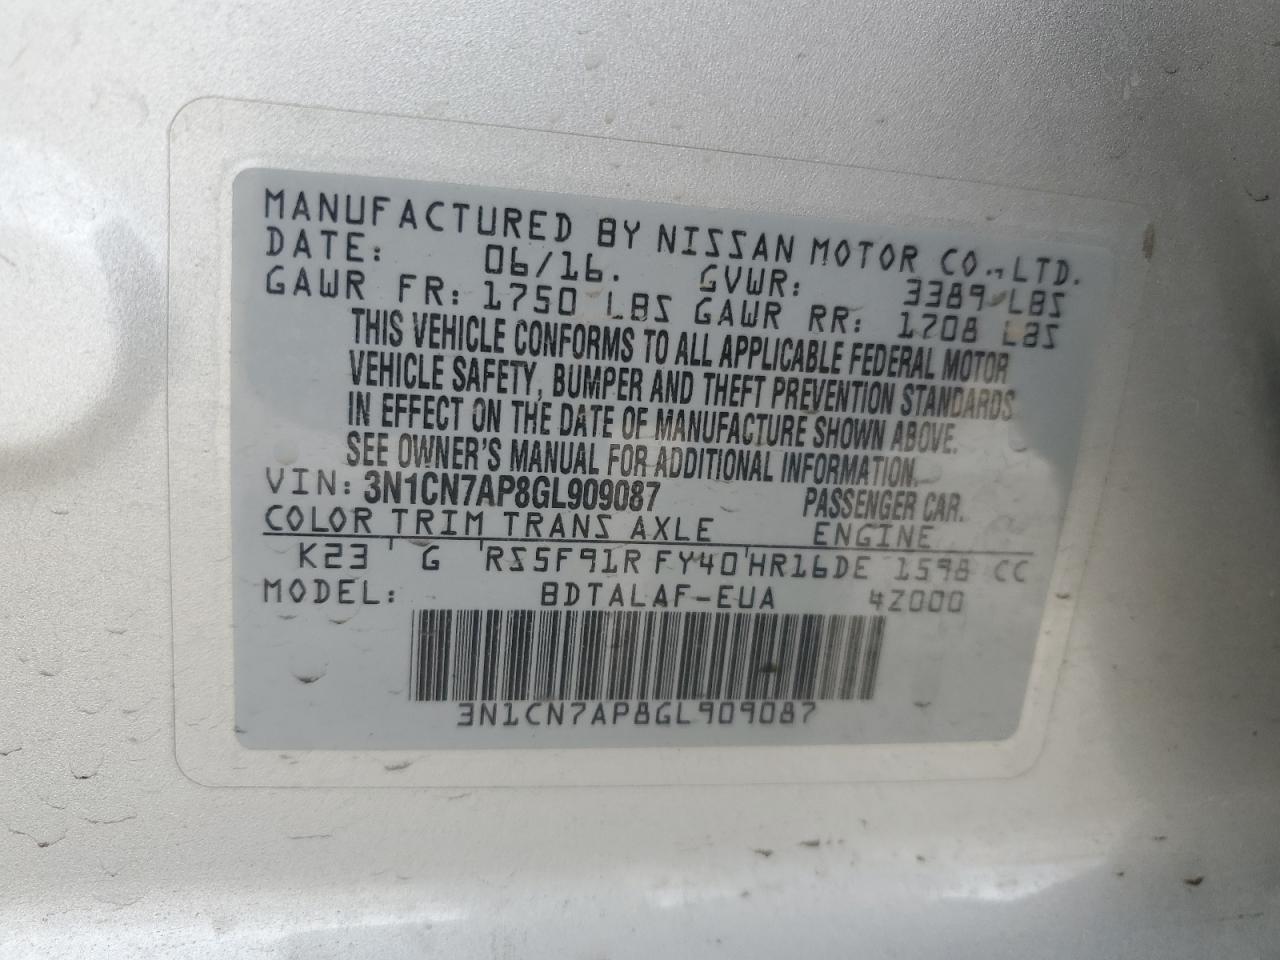 MANUFACTURED BY NISSAN MOTOR CO., LTD.
DATE: 06/16. GVWR: 3389 LBS
GAWR FR: 1750 LBS GAWR RR: 1708 LBS
THIS VEHICLE CONFORMS TO ALL APPLICABLE FEDERAL MOTOR
VEHICLE SAFETY, BUMPER AND THEFT PREVENTION STANDARDS
IN EFFECT ON THE DATE OF MANUFACTURE SHOWN ABOVE.
SEE OWNER'S MANUAL FOR ADDITIONAL INFORMATION.
VIN: 3N1CN7AP8GL909087 PASSENGER CAR.
COLOR TRIM TRANS AXLE ENGINE
K23 G RS5F91R FY40 HR16DE 1598 CC
MODEL: BDTALAF-EUA 4Z000
3N1CN7AP8GL909087